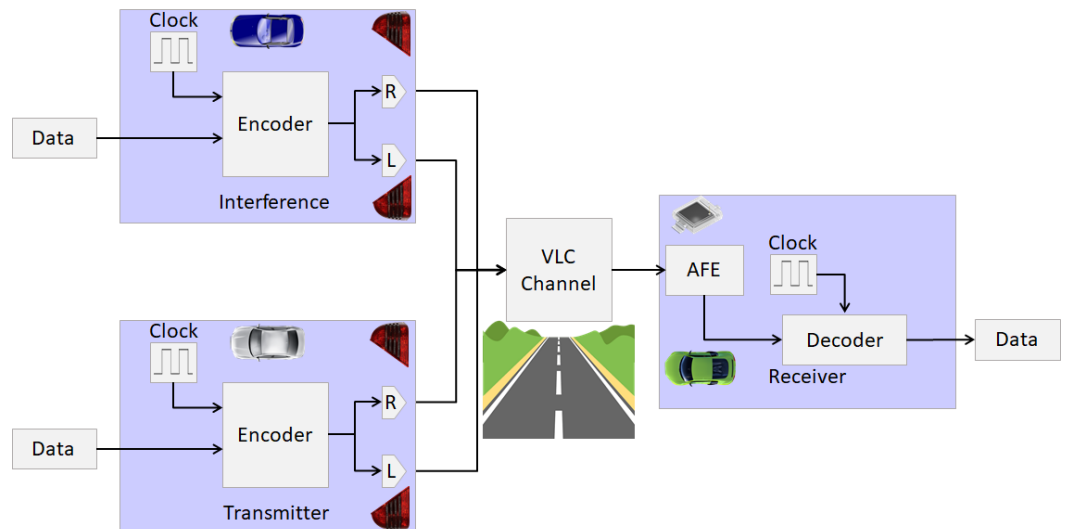 Clock
Data
Encoder
R
L
Interference
Clock
Data
Encoder
R
L
Transmitter
VLC
Channel
AFE
Clock
Decoder
Receiver
Data